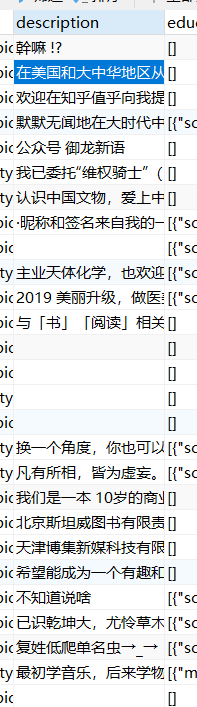 description educ
pic 幹嘛 !? []
pic 在美国和大中华地区从 []
pic 欢迎在知乎值乎向我提 []
pic 默默无闻地在大时代中 [{"sc
pic 公众号 御龙新语 []
ty 我已委托“维权骑士”( []
ty 认识中国文物，爱上中 []
pic ·昵称和签名来自我的一 [{"sc
pic [{"sc
ty 主业天体化学，也欢迎 [{"sc
pic 2019 美丽升级，做医美 [{"sc
pic 与「书」「阅读」相关 []
pic []
pic []
ty []
pic []
pic 换一个角度，你也可以 [{"sc
ty 凡有所相，皆为虚妄。 [{"sc
pic 我们是一本 10岁的商业 []
pic 北京斯坦威图书有限责 []
pic 天津博集新媒科技有限 []
pic 希望能成为一个有趣和 []
pic 不知道说啥 [{"sc
pic 已识乾坤大，尤怜草木 [{"sc
pic 复姓低爬单名虫→_→ [{"sc
ty 最初学音乐，后来学物 [{"m
pic []